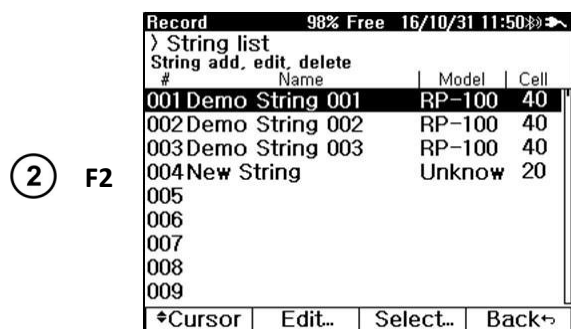 Record 98% Free 16/10/31 11:50
⟩ String list
String add, edit, delete
# Name Model Cell
001 Demo String 001 RP-100 40
002 Demo String 002 RP-100 40
003 Demo String 003 RP-100 40
② F2
004 New String Unknow 20
005
006
007
008
009
Cursor Edit... Select... Back